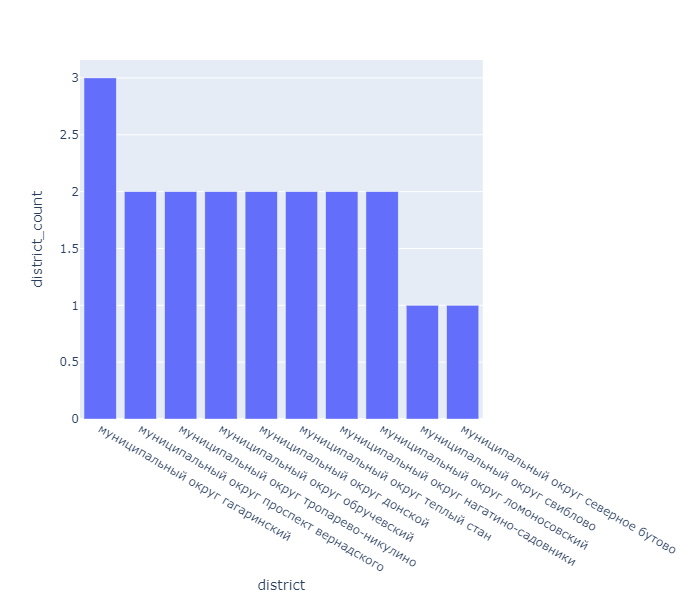 district_count
3
2.5
2
1.5
1
0.5
0
муниципальный округ гагаринский
муниципальный округ проспект вернадского
муниципальный округ тропарево-никулино
муниципальный округ обручевский
муниципальный округ донской
муниципальный округ теплый стан
муниципальный округ нагатино-садовники
муниципальный округ ломоносовский
муниципальный округ свиблово
муниципальный округ северное бутово
district